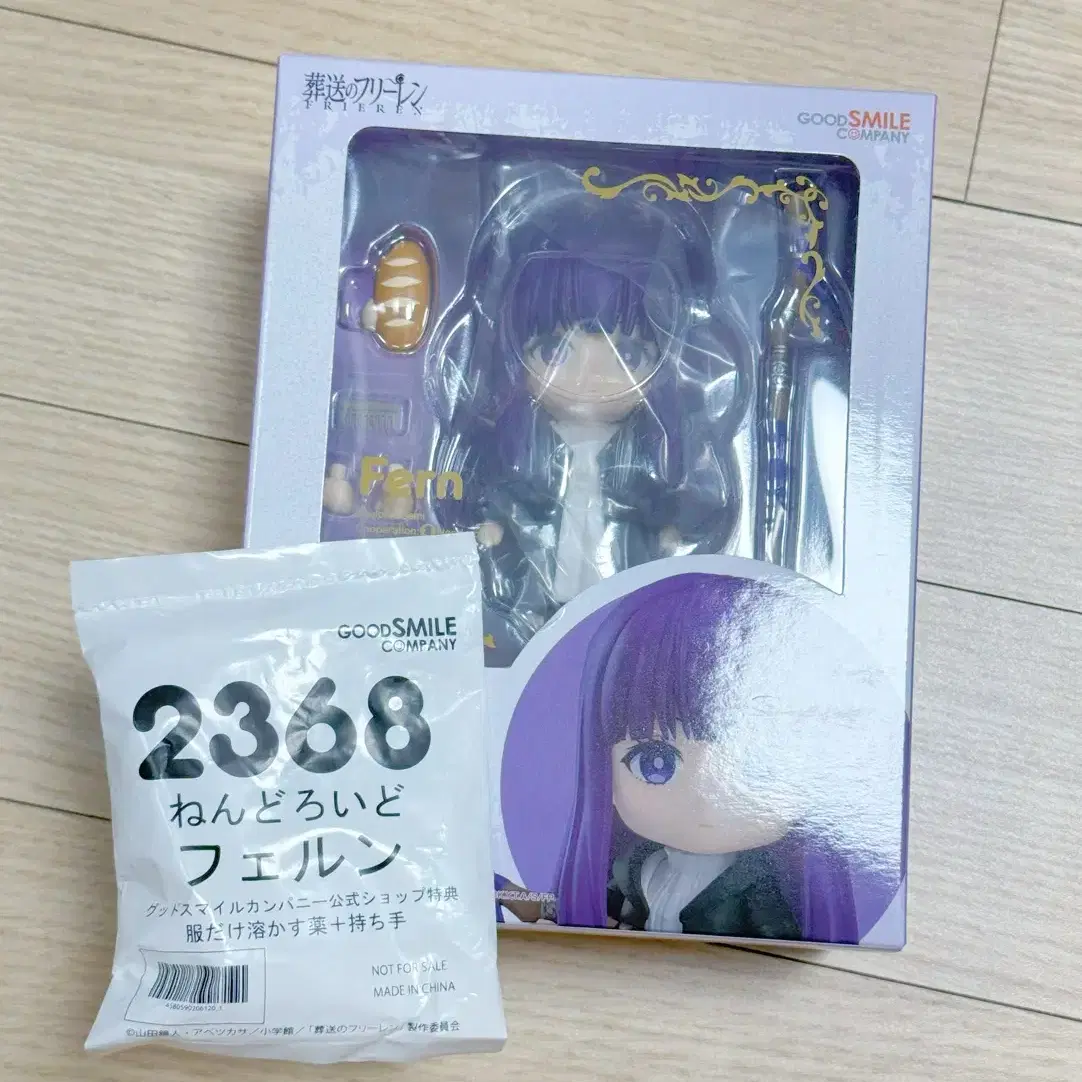 葬送のフリーレン
FRIEREN
GOOD SMILE
COMPANY
Fern
GOOD SMILE
COMPANY
2368
ねんどろいど
フェルン
グッドスマイルカンパニー公式ショップ特典
服だけ溶かす薬＋持ち手
NOT FOR SALE
MADE IN CHINA
©山田鐘人・アベツカサ／小学館／「葬送のフリーレン」製作委員会